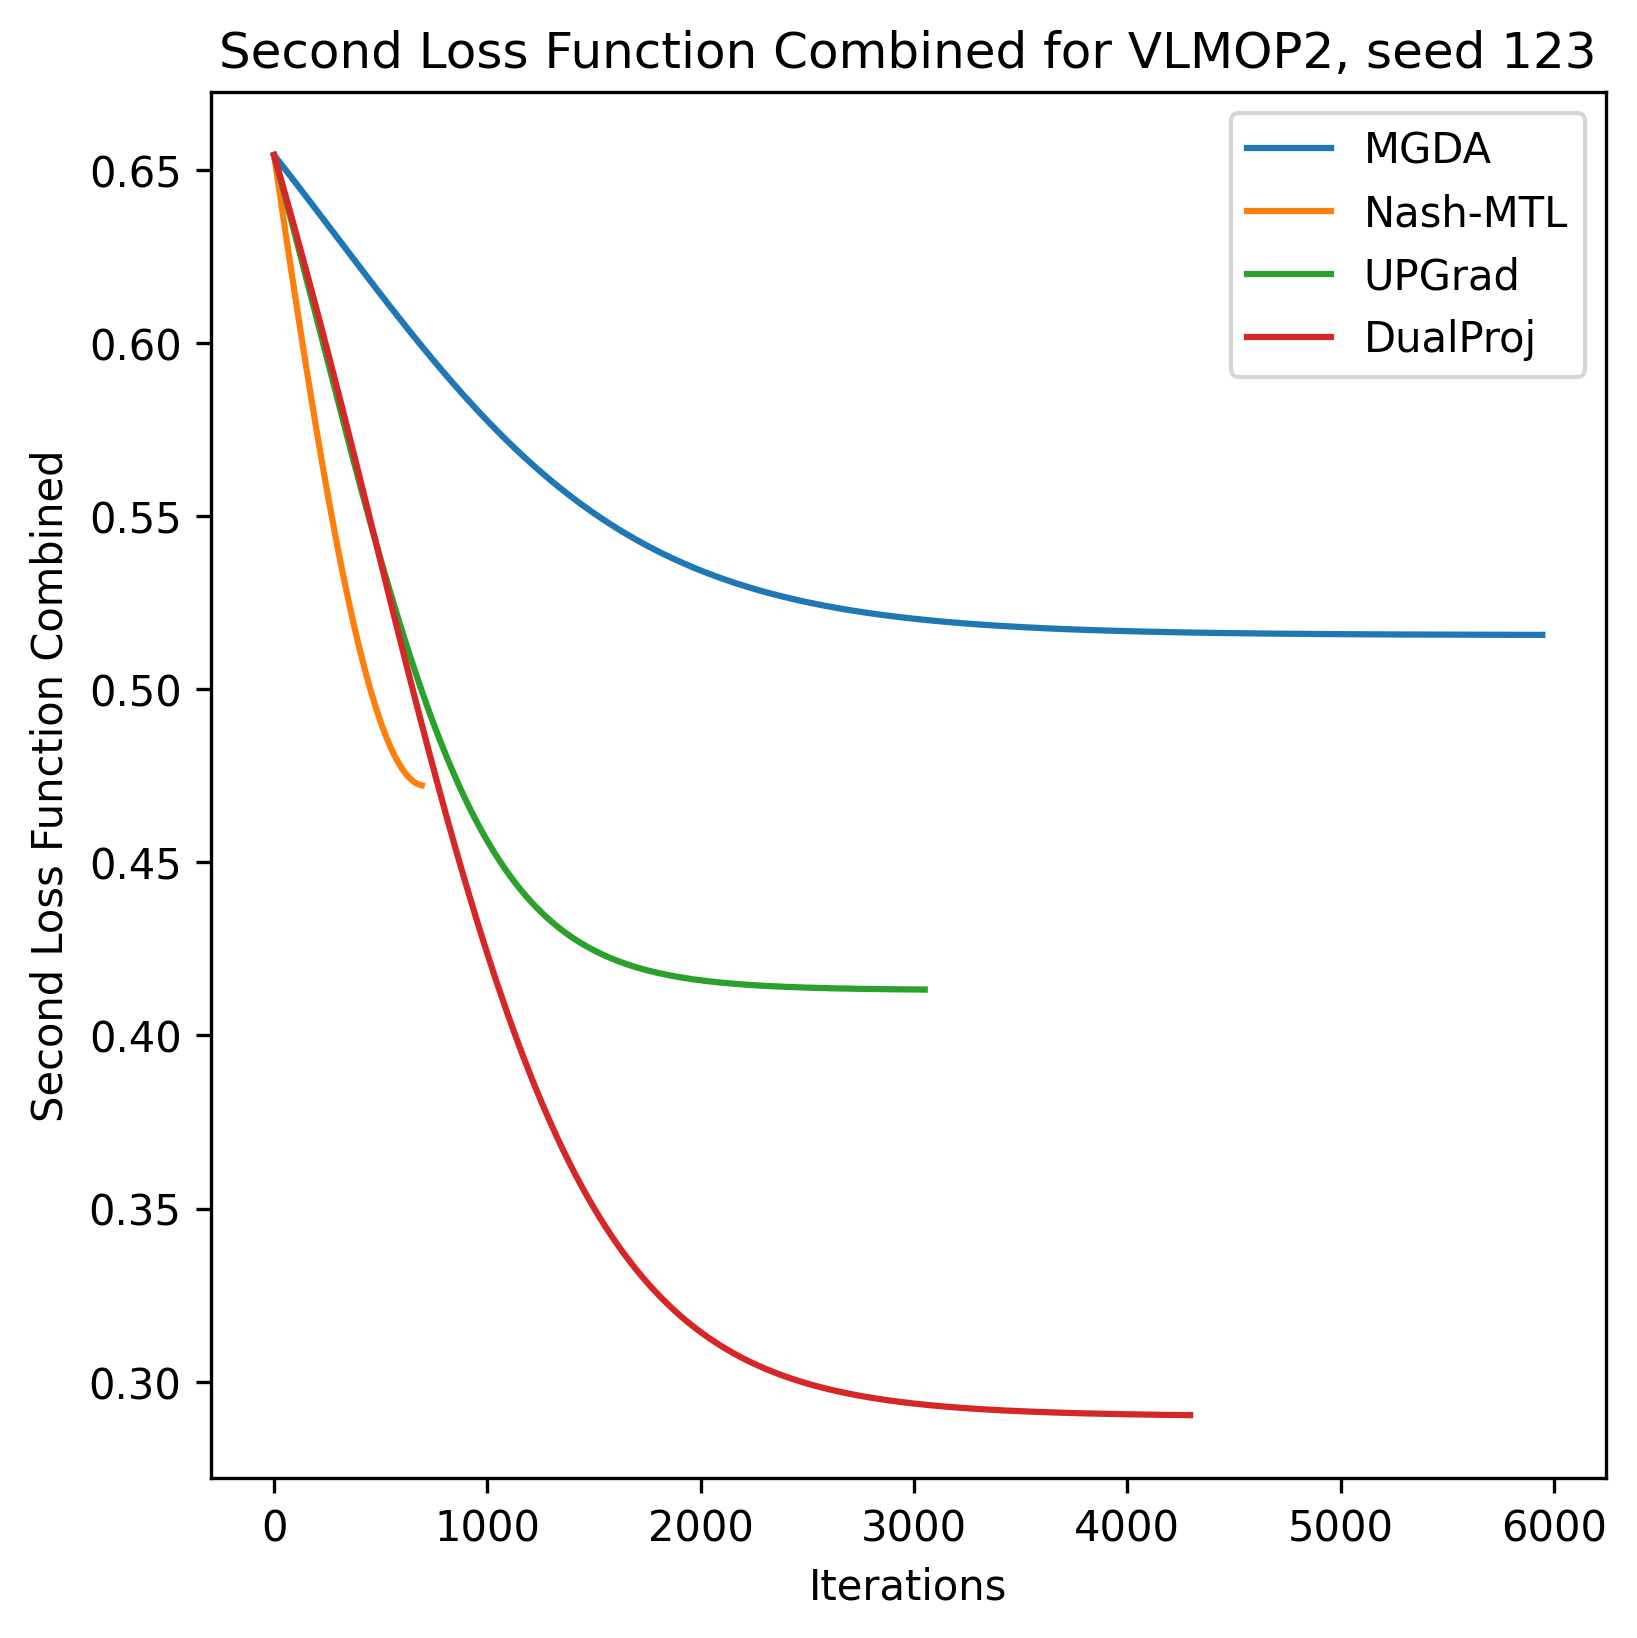 Second Loss Function Combined for VLMOP2, seed 123
MGDA
Nash-MTL
UPGrad
DualProj
Second Loss Function Combined
0.65
0.60
0.55
0.50
0.45
0.40
0.35
0.30
0 1000 2000 3000 4000 5000 6000
Iterations